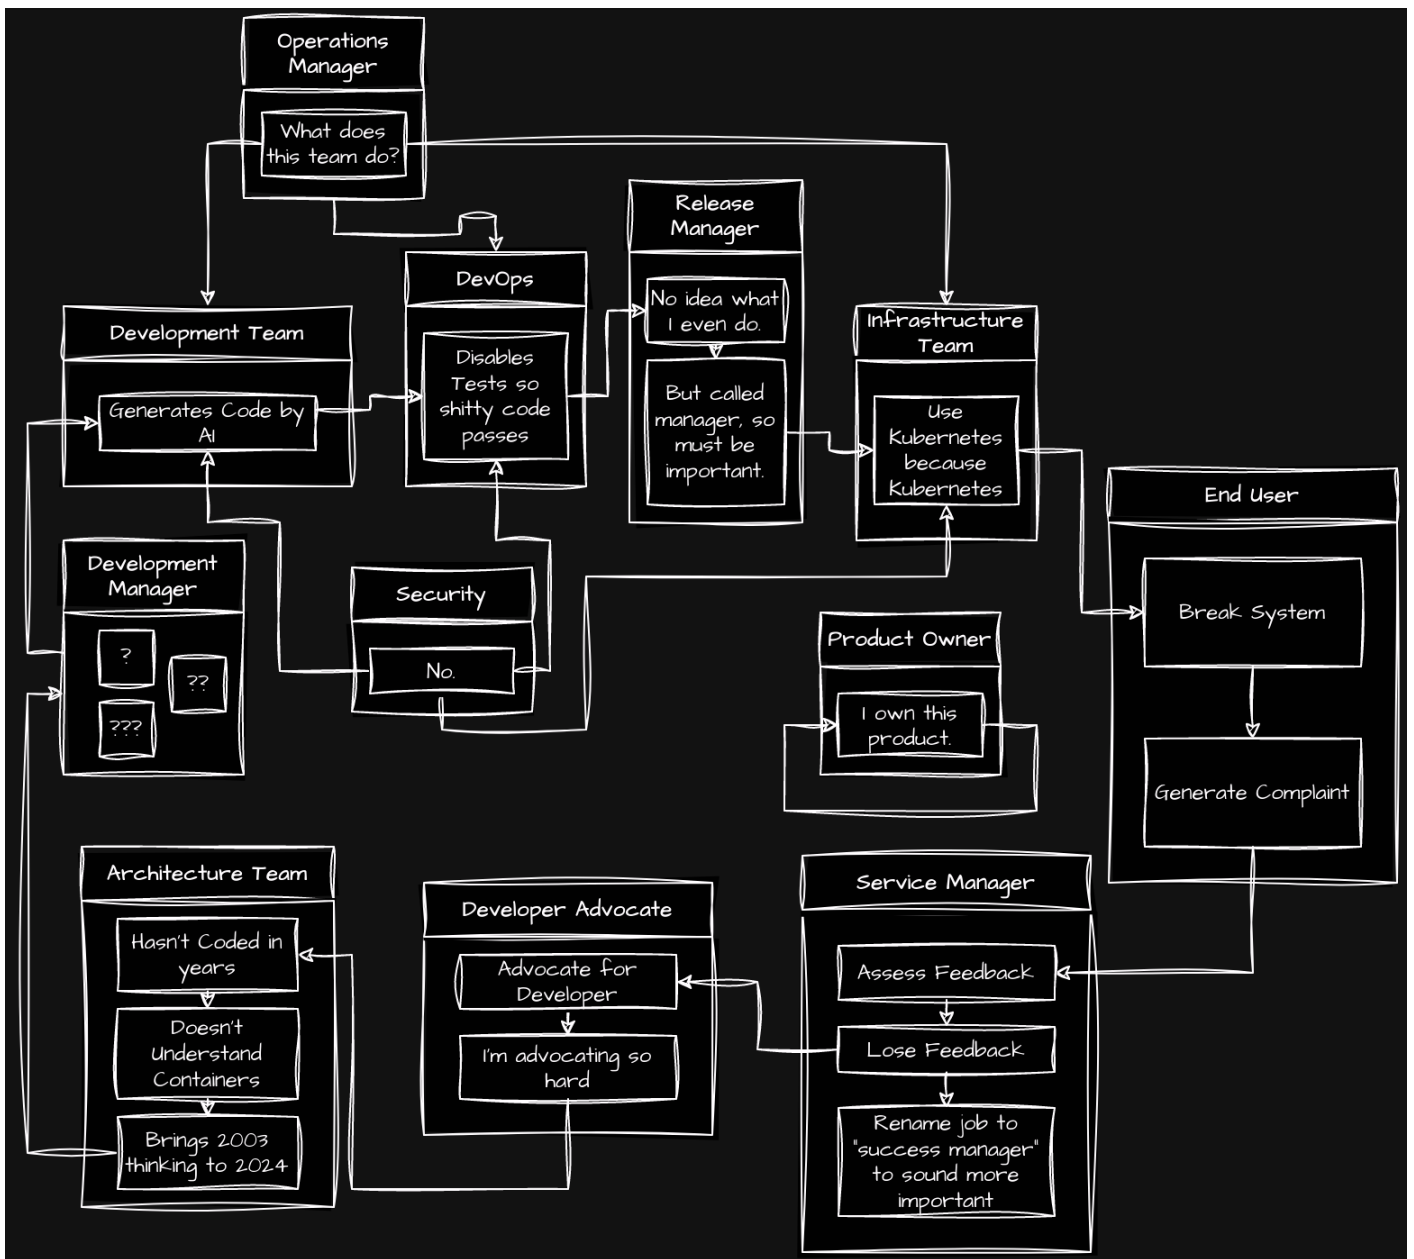 Operations
Manager
What does
this team do?
Release
Manager
No idea what
I even do.
But called
manager, so
must be
important.
DevOps
Disables
Tests so
shitty code
passes
Development Team
Generates Code by
AI
Infrastructure
Team
Use
Kubernetes
because
Kubernetes
End User
Break System
Generate Complaint
Development
Manager
?
??
???
Security
No.
Product Owner
I own this
product.
Architecture Team
Hasn't Coded in
years
Doesn't
Understand
Containers
Brings 2003
thinking to 2024
Developer Advocate
Advocate for
Developer
I'm advocating so
hard
Service Manager
Assess Feedback
Lose Feedback
Rename job to
"success manager"
to sound more
important